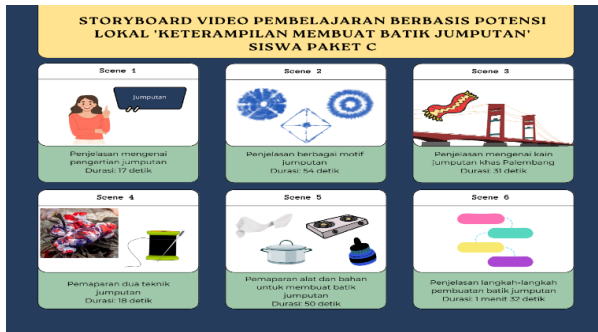 STORYBOARD VIDEO PEMBELAJARAN BERBASIS POTENSI
LOKAL 'KETERAMPILAN MEMBUAT BATIK JUMPUTAN'
SISWA PAKET C
Scene 1
Jumputan
Penjelasan mengenai
pengertian jumputan
Durasi: 17 detik
Scene 2
Penjelasan berbagai motif
jumputan
Durasi: 54 detik
Scene 3
Penjelasan mengenai kain
jumputan khas Palembang
Durasi: 31 detik
Scene 4
Pemaparan dua teknik
jumputan
Durasi: 18 detik
Scene 5
Pemaparan alat dan bahan
untuk membuat batik
jumputan
Durasi: 50 detik
Scene 6
Penjelasan langkah-langkah
pembuatan batik jumputan
Durasi: 1 menit 32 detik